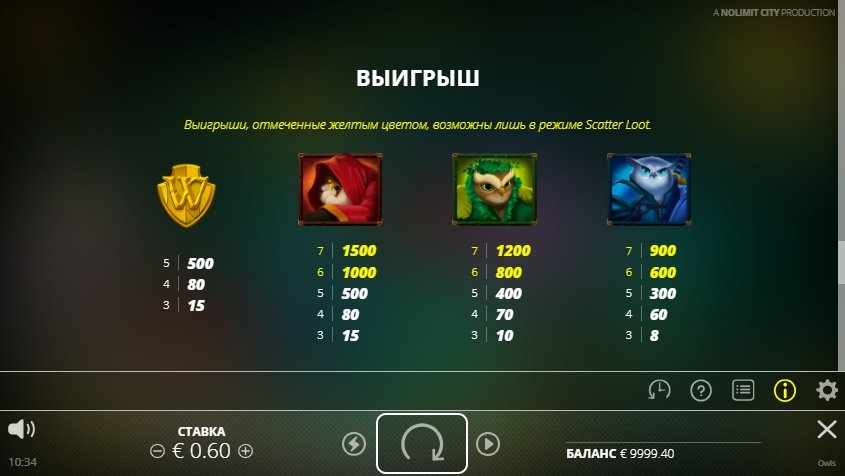 A NOLIMIT CITY PRODUCTION
ВЫИГРЫШ
Выигрыши, отмеченные желтым цветом, возможны лишь в режиме Scatter Loot.
W
5 500
4 80
3 15
7 1500
6 1000
5 500
4 80
3 15
7 1200
6 800
5 400
4 70
3 10
7 900
6 600
5 300
4 60
3 8
СТАВКА
€ 0.60
БАЛАНС € 9999.40
10:34
Owls